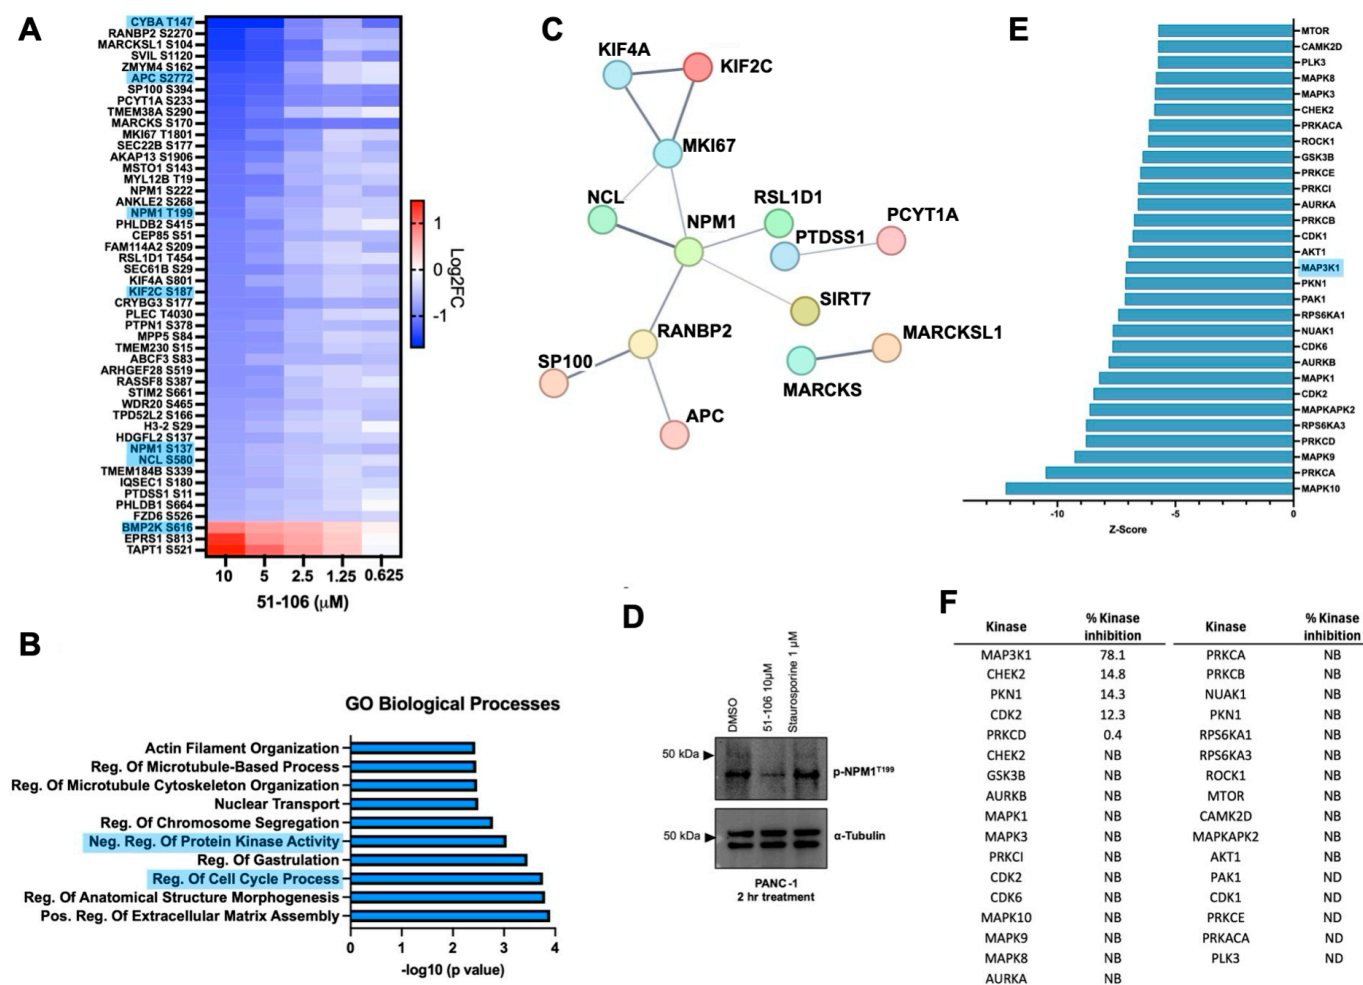 A
CYBA T147
RANBP2 S2270
MARCKSL1 S104
SVIL S1120
ZMYM4 S162
APC S2772
SP100 S394
PCYT1A S233
TMEM38A S290
MARCKS S170
MKI67 T1801
SEC22B S177
AKAP13 S1906
MSTO1 S143
MYL12B T19
NPM1 S222
ANKLE2 S268
NPM1 T199
PHLDB2 S415
CEP85 S51
FAM114A2 S209
RSL1D1 T454
SEC61B S29
KIF4A S801
KIF2C S187
CRYBG3 S177
PLEC T4030
PTPN1 S378
MPP5 S84
TMEM230 S15
ABCF3 S83
ARHGEF28 S519
RASSF8 S387
STIM2 S661
WDR20 S465
TPD52L2 S166
H3-2 S29
HDGFL2 S137
NPM1 S137
NCL S580
TMEM184B S339
IQSEC1 S180
PTDSS1 S11
PHLDB1 S664
FZD6 S526
BMP2K S616
EPRS1 S813
TAPT1 S521
10 5 2.5 1.25 0.625
51-106 (μM)
1
0
-1
Log2FC
B
GO Biological Processes
Actin Filament Organization
Reg. Of Microtubule-Based Process
Reg. Of Microtubule Cytoskeleton Organization
Nuclear Transport
Reg. Of Chromosome Segregation
Neg. Reg. Of Protein Kinase Activity
Reg. Of Gastrulation
Reg. Of Cell Cycle Process
Reg. Of Anatomical Structure Morphogenesis
Pos. Reg. Of Extracellular Matrix Assembly
0 1 2 3 4
-log10 (p value)
C
KIF4A
KIF2C
MKI67
NCL
NPM1
RSL1D1
PTDSS1
PCYT1A
SIRT7
RANBP2
MARCKSL1
SP100
MARCKS
APC
D
DMSO
51-106 10μM
Staurosporine 1 μM
50 kDa
p-NPM1T199
50 kDa
α-Tubulin
PANC-1
2 hr treatment
E
MTOR
CAMK2D
PLK3
MAPK8
MAPK3
CHEK2
PRKACA
ROCK1
GSK3B
PRKCE
PRKCI
AURKA
PRKCB
CDK1
AKT1
MAP3K1
PKN1
PAK1
RPS6KA1
NUAK1
CDK6
AURKB
MAPK1
CDK2
MAPKAPK2
RPS6KA3
PRKCD
MAPK9
PRKCA
MAPK10
-10 -5 0
Z-Score
F
Kinase % Kinase inhibition Kinase % Kinase inhibition
MAP3K1 78.1 PRKCA NB
CHEK2 14.8 PRKCB NB
PKN1 14.3 NUAK1 NB
CDK2 12.3 PKN1 NB
PRKCD 0.4 RPS6KA1 NB
CHEK2 NB RPS6KA3 NB
GSK3B NB ROCK1 NB
AURKB NB MTOR NB
MAPK1 NB CAMK2D NB
MAPK3 NB MAPKAPK2 NB
PRKCI NB AKT1 NB
CDK2 NB PAK1 ND
CDK6 NB CDK1 ND
MAPK10 NB PRKCE ND
MAPK9 NB PRKACA ND
MAPK8 NB PLK3 ND
AURKA NB